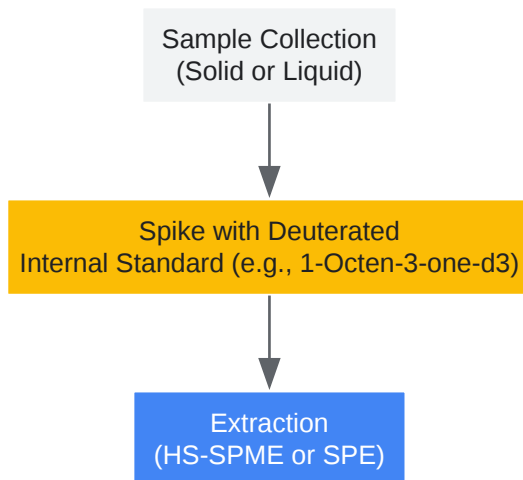 Sample Collection
(Solid or Liquid)
Spike with Deuterated
Internal Standard (e.g., 1-Octen-3-one-d3)
Extraction
(HS-SPME or SPE)